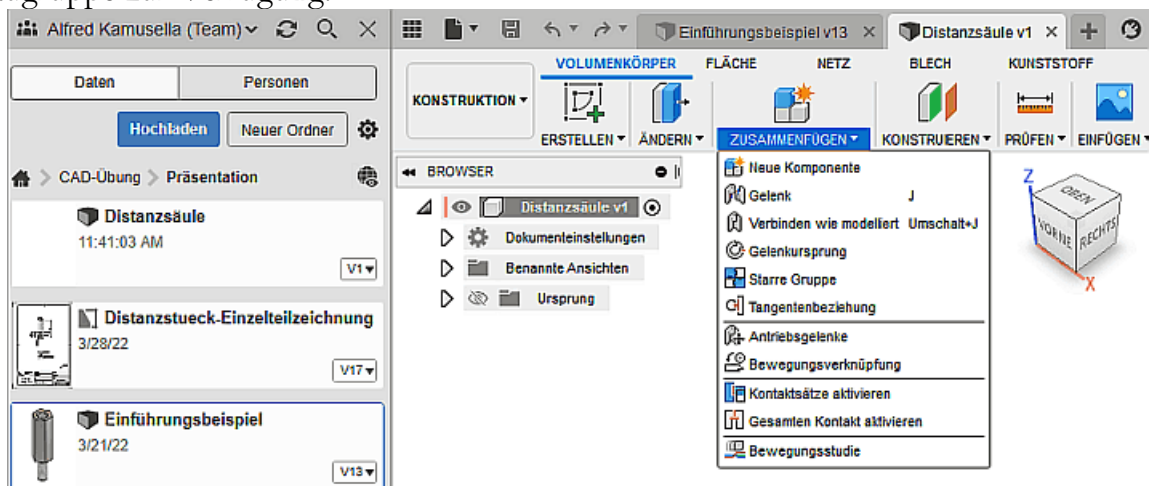 Alfred Kamusella (Team)
Einführungsbeispiel v13
Distanzsäule v1
Daten
Personen
Hochladen
Neuer Ordner
CAD-Übung > Präsentation
Distanzsäule
11:41:03 AM
V1
Distanzstueck-Einzelteilzeichnung
3/28/22
V17
Einführungsbeispiel
3/21/22
V13
VOLUMENKÖRPER
FLÄCHE
NETZ
BLECH
KUNSTSTOFF
KONSTRUKTION
ERSTELLEN
ÄNDERN
ZUSAMMENFÜGEN
KONSTRUIEREN
PRÜFEN
EINFÜGEN
BROWSER
Distanzsäule v1
Dokumenteinstellungen
Benannte Ansichten
Ursprung
Neue Komponente
Gelenk J
Verbinden wie modelliert Umschalt+J
Gelenkursprung
Starre Gruppe
Tangentenbeziehung
Antriebsgelenke
Bewegungsverknüpfung
Kontaktsätze aktivieren
Gesamten Kontakt aktivieren
Bewegungsstudie
Z
OBEN
VORNE
RECHTS
X